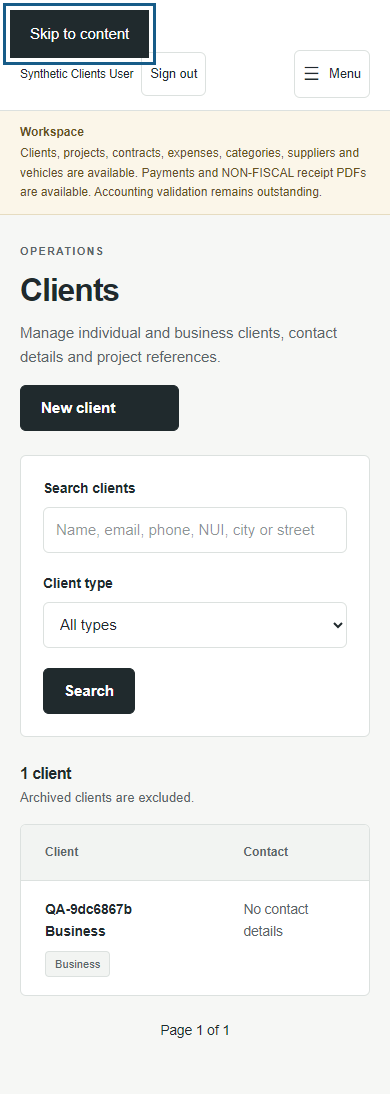 Skip to content
Synthetic Clients User
Sign out
Menu
Workspace
Clients, projects, contracts, expenses, categories, suppliers and
vehicles are available. Payments and NON-FISCAL receipt PDFs
are available. Accounting validation remains outstanding.
OPERATIONS
Clients
Manage individual and business clients, contact
details and project references.
New client
Search clients
Name, email, phone, NUI, city or street
Client type
All types
Search
1 client
Archived clients are excluded.
Client
Contact
QA-9dc6867b
Business
No contact
details
Business
Page 1 of 1